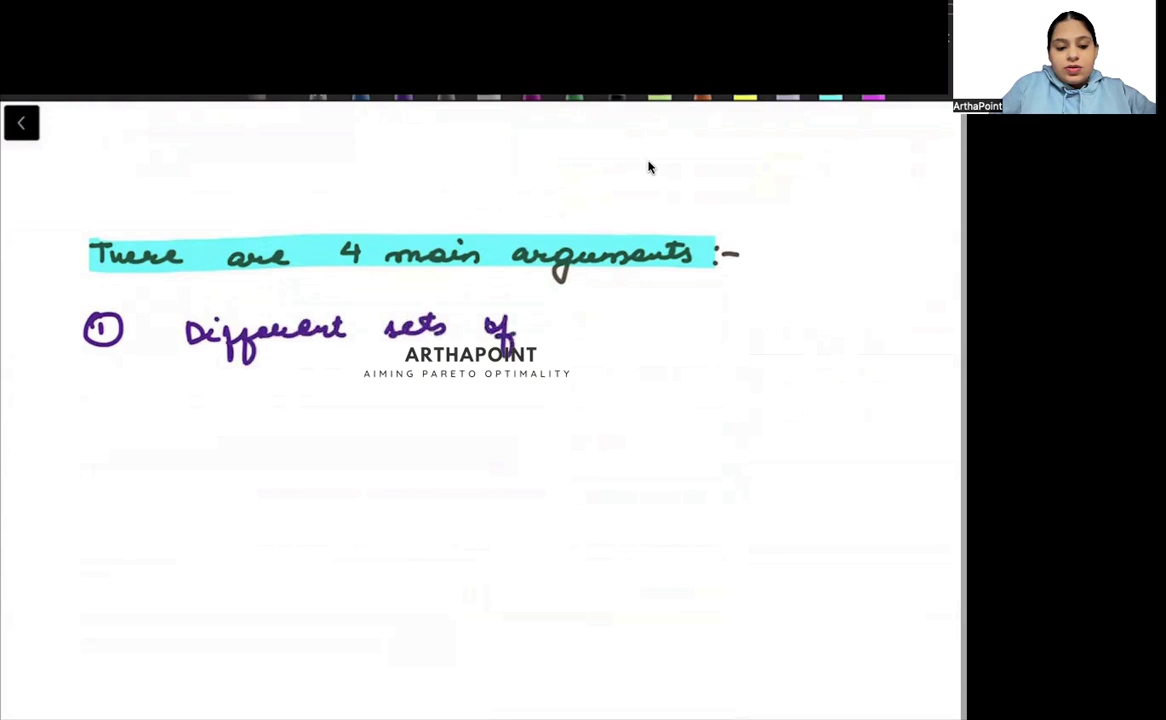 ArthaPoint
There are 4 main arguments :-
① Different sets of
ARTHAPOINT
AIMING PARETO OPTIMALITY